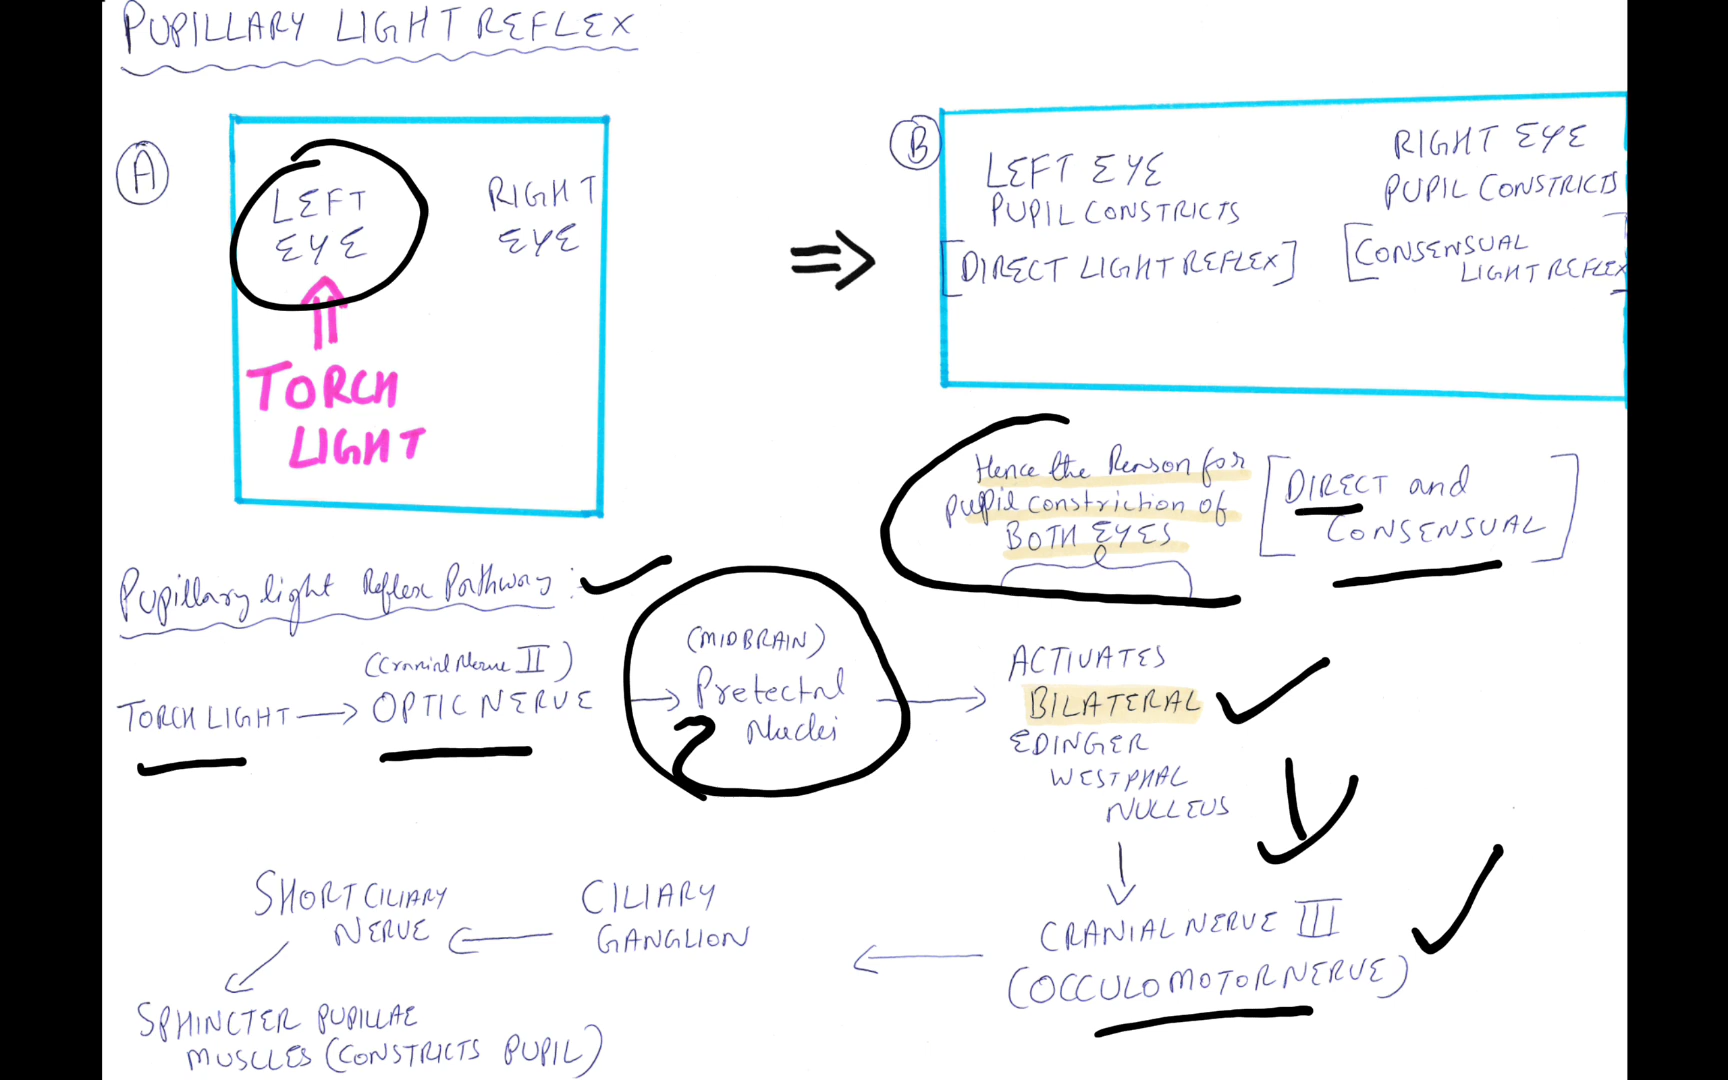 PUPILLARY LIGHT REFLEX
A
LEFT
EYE
RIGHT
EYE
TORCH
LIGHT
⇒
B
LEFT EYE
PUPIL CONSTRICTS
[DIRECT LIGHT REFLEX]
RIGHT EYE
PUPIL CONSTRICTS
[CONSENSUAL
LIGHT REFLEX]
Hence the Reason for
pupil constriction of
BOTH EYES
[DIRECT and
CONSENSUAL]
Pupillary light Reflex Pathway:
TORCH LIGHT →
(Cranial Nerve II)
OPTIC NERVE →
(MIDBRAIN)
Pretectal
Nuclei →
ACTIVATES
BILATERAL
EDINGER
WESTPHAL
NULLEUS
↓
CRANIAL NERVE III
(OCCULOMOTOR NERVE)
←
CILIARY
GANGLION
←
SHORT CILIARY
NERVE
SPHINCTER PUPILLAE
MUSCLES (CONSTRICTS PUPIL)